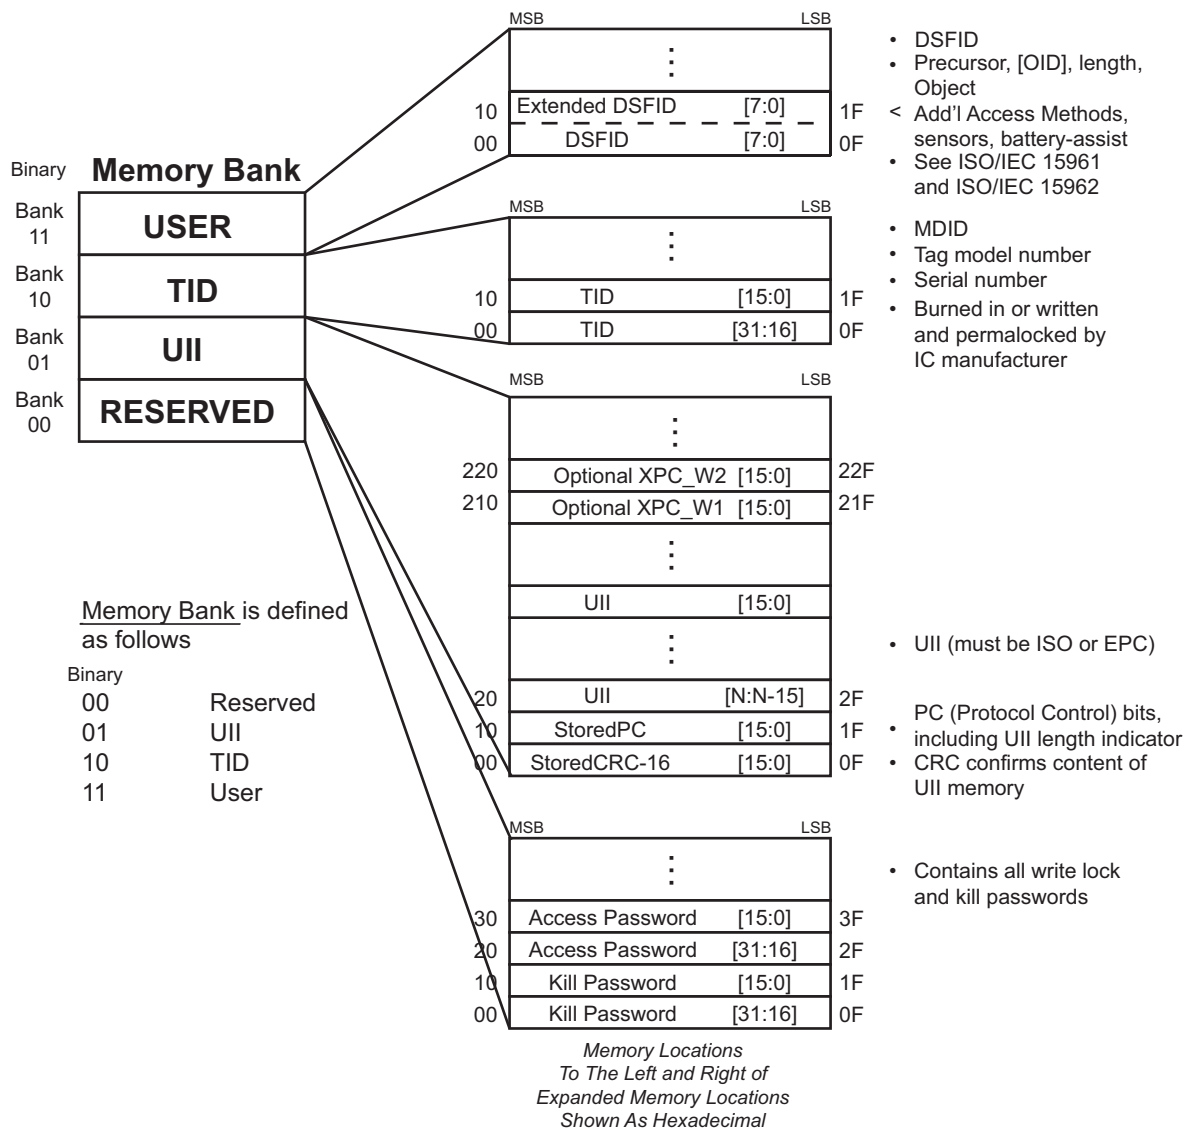 Binary
Memory Bank
Bank
11
USER
Bank
10
TID
Bank
01
UII
Bank
00
RESERVED
Memory Bank is defined
as follows
Binary
00 Reserved
01 UII
10 TID
11 User
MSB LSB
⋮
10 Extended DSFID [7:0] 1F
00 DSFID [7:0] 0F
• DSFID
• Precursor, [OID], length,
Object
< Add'l Access Methods,
sensors, battery-assist
• See ISO/IEC 15961
and ISO/IEC 15962
MSB LSB
⋮
10 TID [15:0] 1F
00 TID [31:16] 0F
• MDID
• Tag model number
• Serial number
• Burned in or written
and permalocked by
IC manufacturer
MSB LSB
⋮
220 Optional XPC_W2 [15:0] 22F
210 Optional XPC_W1 [15:0] 21F
⋮
UII [15:0]
⋮
20 UII [N:N-15] 2F
10 StoredPC [15:0] 1F
00 StoredCRC-16 [15:0] 0F
• UII (must be ISO or EPC)
• PC (Protocol Control) bits,
including UII length indicator
• CRC confirms content of
UII memory
MSB LSB
⋮
30 Access Password [15:0] 3F
20 Access Password [31:16] 2F
10 Kill Password [15:0] 1F
00 Kill Password [31:16] 0F
• Contains all write lock
and kill passwords
Memory Locations
To The Left and Right of
Expanded Memory Locations
Shown As Hexadecimal